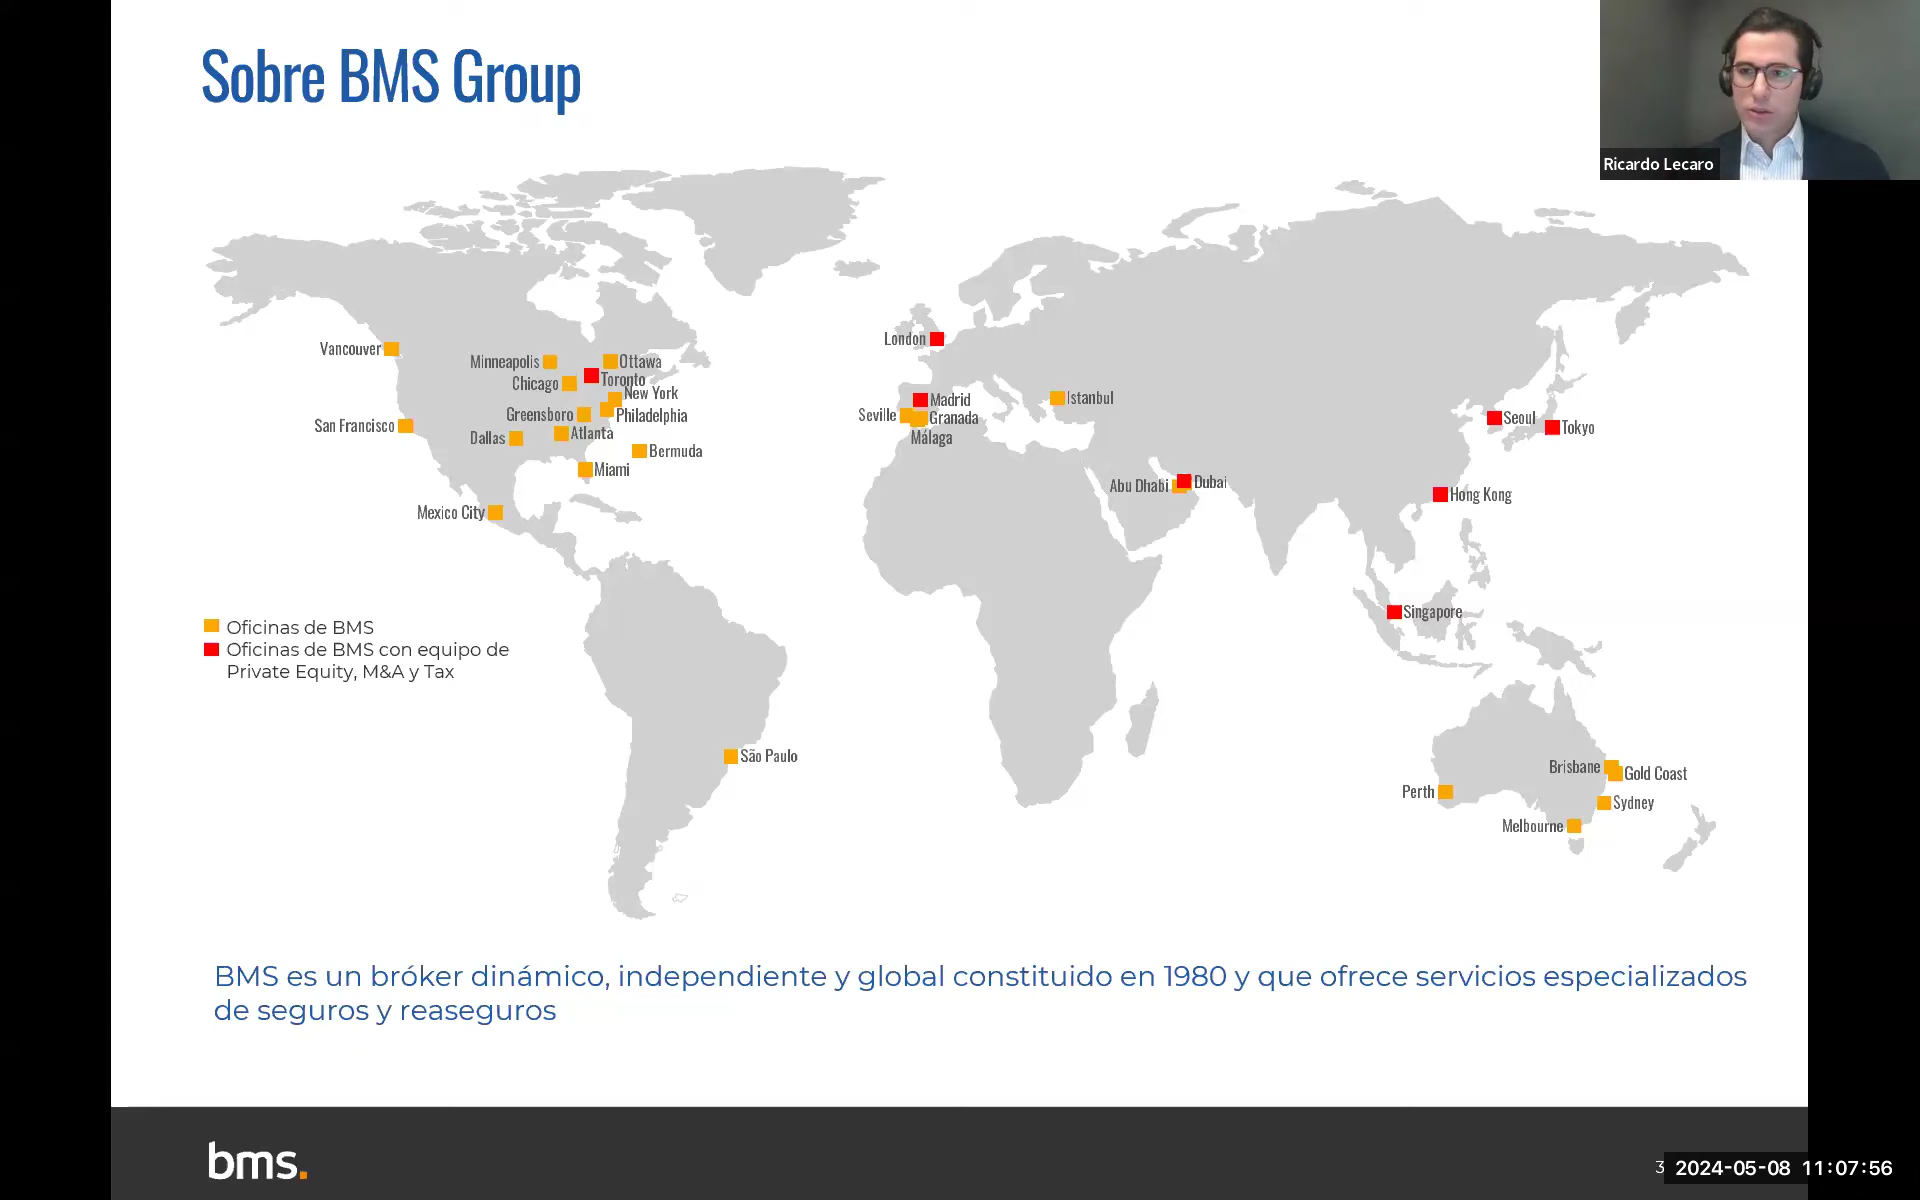 Sobre BMS Group
Ricardo Lecaro
London
Vancouver
Minneapolis
Ottawa
Chicago
Toronto
New York
Madrid
Istanbul
Greensboro
Philadelphia
Seville
Granada
Seoul
Tokyo
San Francisco
Dallas
Atlanta
Málaga
Bermuda
Miami
Abu Dhabi
Dubai
Hong Kong
Mexico City
Singapore
Oficinas de BMS
Oficinas de BMS con equipo de
Private Equity, M&A y Tax
São Paulo
Brisbane
Gold Coast
Perth
Sydney
Melbourne
BMS es un bróker dinámico, independiente y global constituido en 1980 y que ofrece servicios especializados
de seguros y reaseguros
bms.
3
2024-05-08 11:07:56